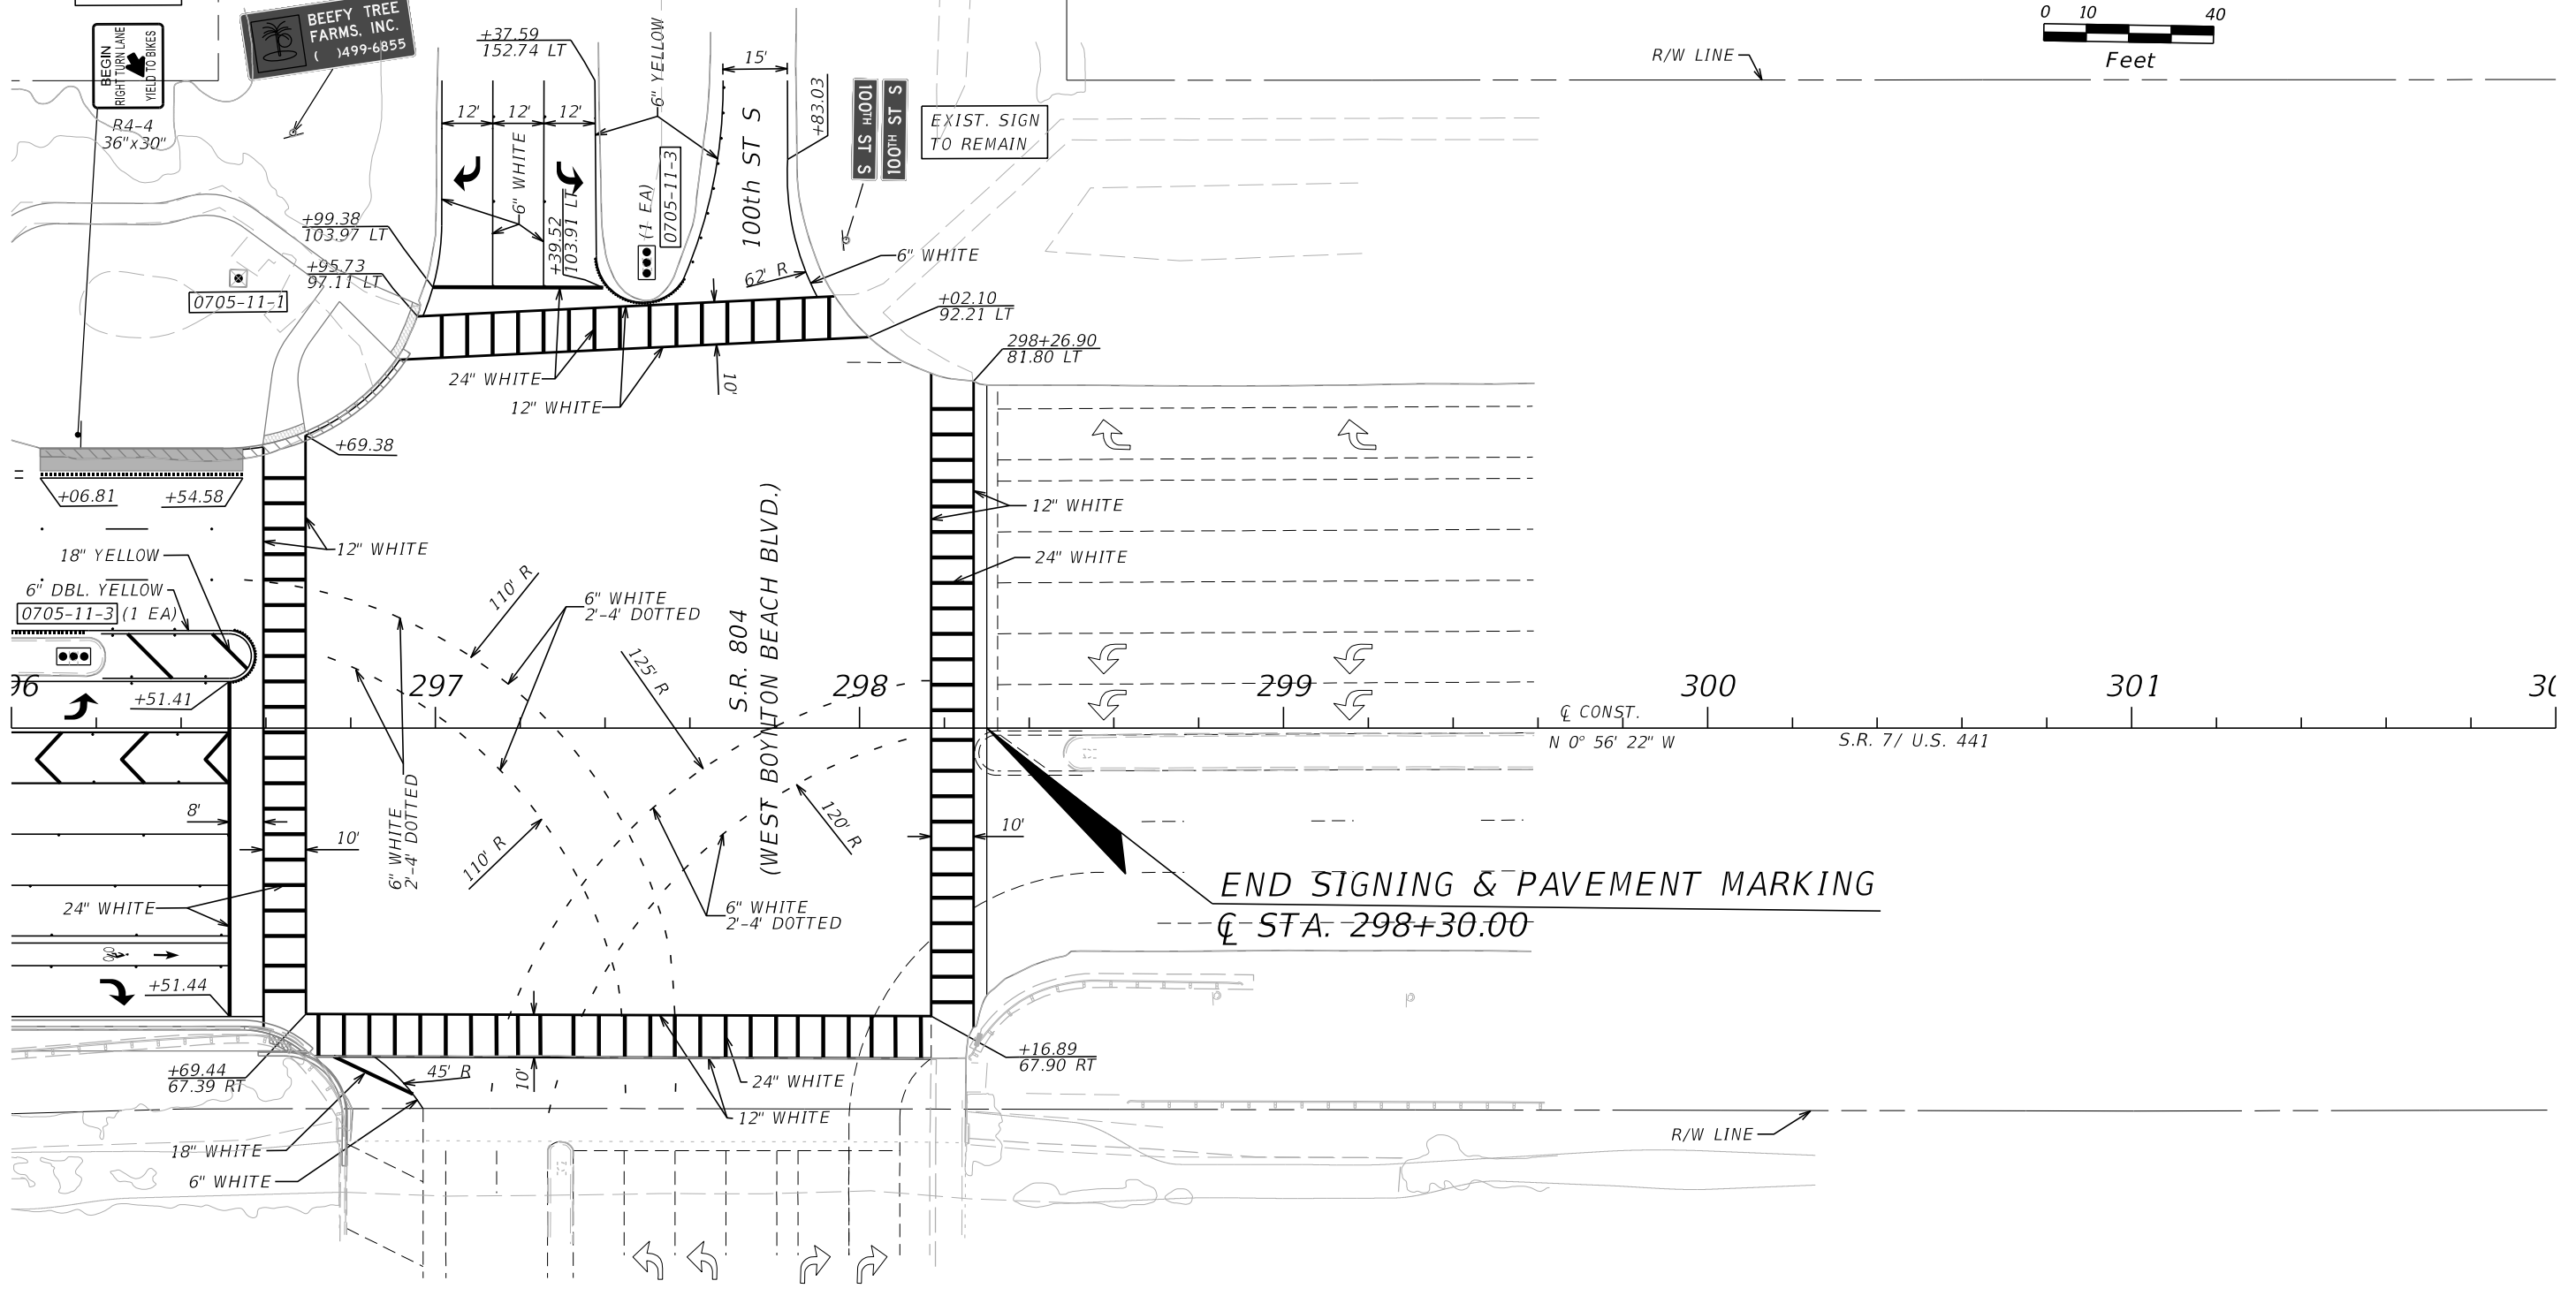 BEGIN
RIGHT TURN LANE
YIELD TO BIKES
R4-4
36"x30"
BEEFY TREE
FARMS, INC.
( )499-6855
+37.59
152.74 LT
6" YELLOW
15'
+83.03
100TH ST S
100TH ST S
EXIST. SIGN
TO REMAIN
R/W LINE
0 10 40
Feet
12' 12' 12'
6" WHITE
+39.52
103.91 LT
(1 EA)
0705-11-3
100th ST S
62' R
6" WHITE
+99.38
103.97 LT
+95.73
97.11 LT
0705-11-1
+02.10
92.21 LT
298+26.90
81.80 LT
24" WHITE
12" WHITE
10'
+69.38
+06.81
+54.58
12" WHITE
18" YELLOW
6" DBL. YELLOW
0705-11-3 (1 EA)
+51.41
110' R
6" WHITE
2'-4' DOTTED
125' R
S.R. 804
(WEST BOYNTON BEACH BLVD.)
12" WHITE
24" WHITE
96 297 298 299 300 301 30
℄ CONST.
N 0° 56' 22" W
S.R. 7/ U.S. 441
8'
10'
6" WHITE
2'-4' DOTTED
110' R
120' R
10'
24" WHITE
6" WHITE
2'-4' DOTTED
END SIGNING & PAVEMENT MARKING
℄ STA. 298+30.00
+51.44
+69.44
67.39 RT
45' R
10'
24" WHITE
12" WHITE
+16.89
67.90 RT
18" WHITE
6" WHITE
R/W LINE